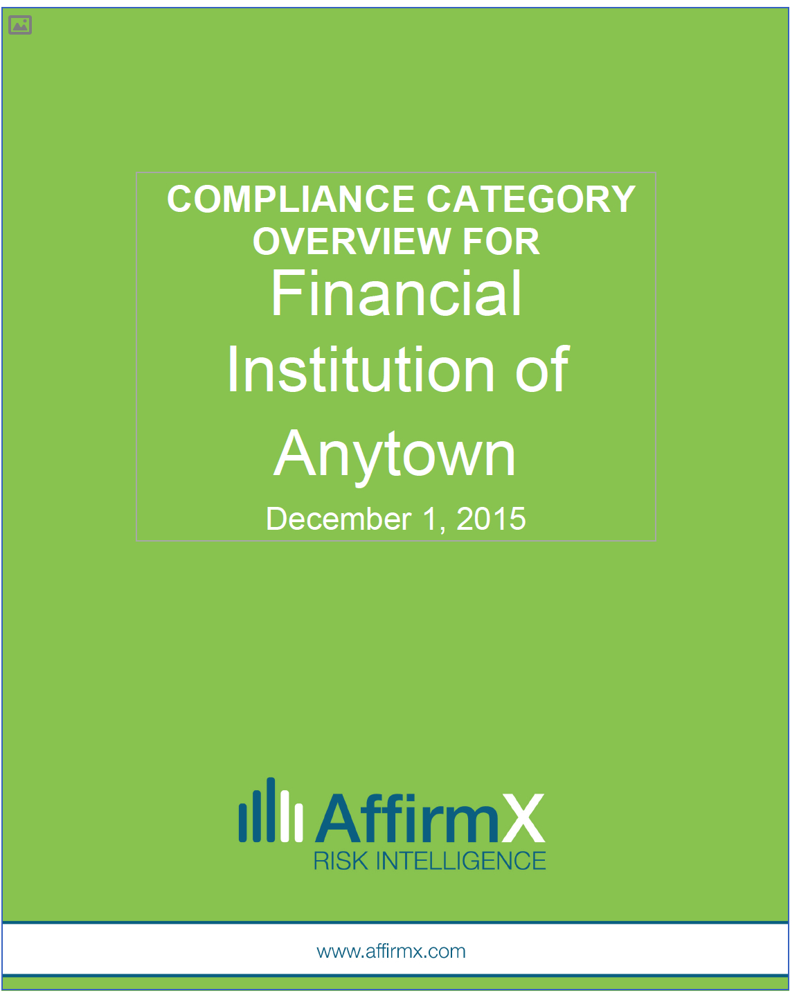 COMPLIANCE CATEGORY
OVERVIEW FOR
Financial
Institution of
Anytown
December 1, 2015
AffirmX
RISK INTELLIGENCE
www.affirmx.com